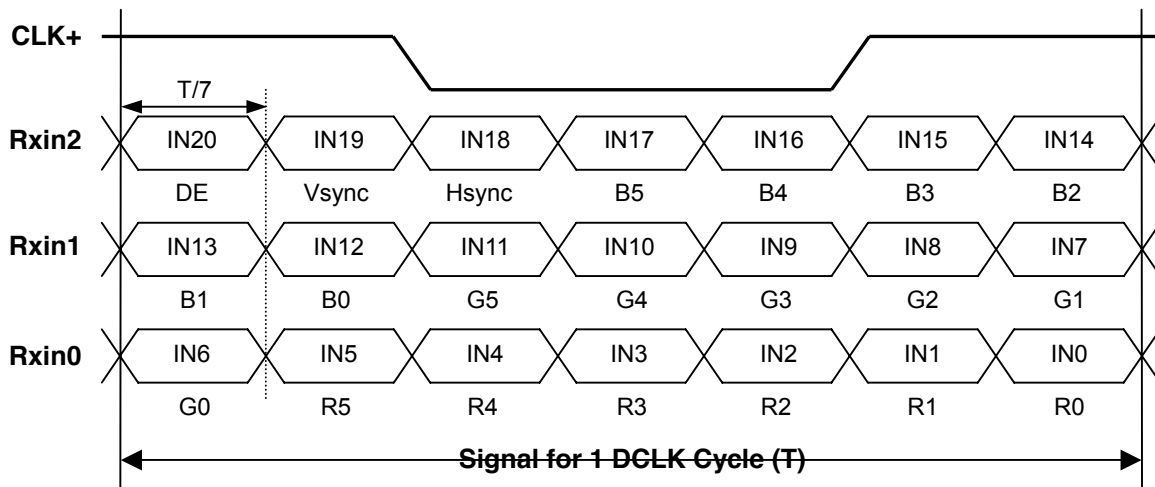 CLK+
T/7
Rxin2 IN20 IN19 IN18 IN17 IN16 IN15 IN14
DE Vsync Hsync B5 B4 B3 B2
Rxin1 IN13 IN12 IN11 IN10 IN9 IN8 IN7
B1 B0 G5 G4 G3 G2 G1
Rxin0 IN6 IN5 IN4 IN3 IN2 IN1 IN0
G0 R5 R4 R3 R2 R1 R0
Signal for 1 DCLK Cycle (T)